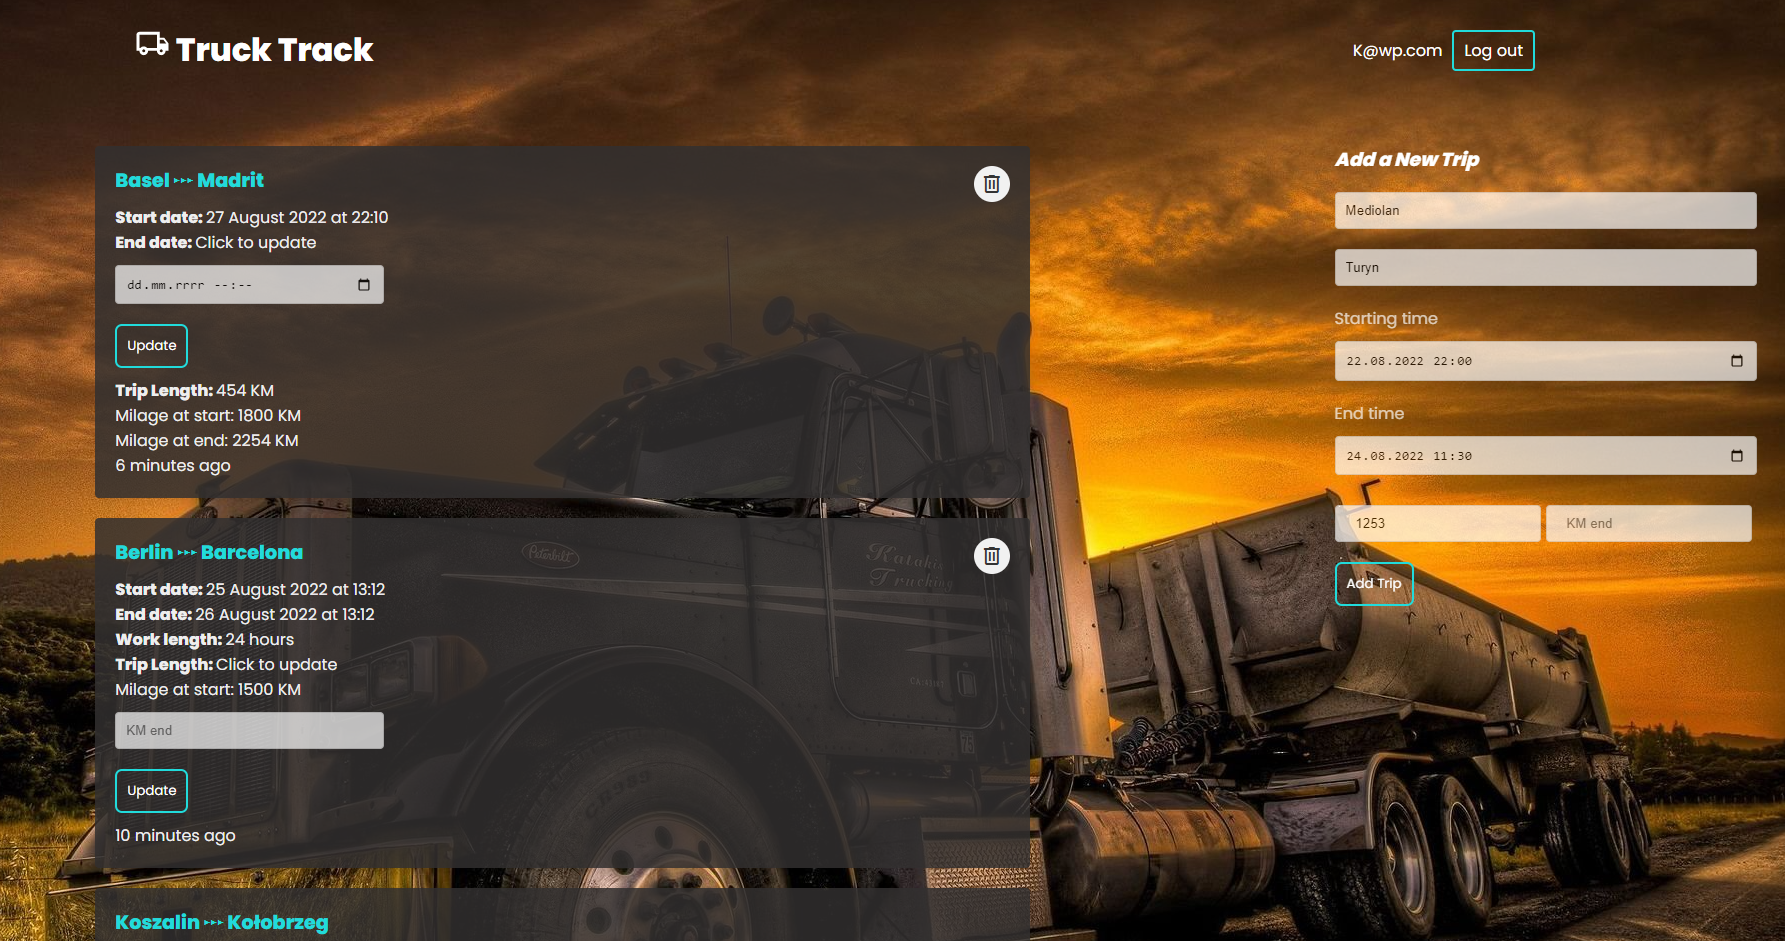 Truck Track
K@wp.com
Log out
Basel ▸▸▸ Madrit
Start date: 27 August 2022 at 22:10
End date: Click to update
dd.mm.rrrr --:--
Update
Trip Length: 454 KM
Milage at start: 1800 KM
Milage at end: 2254 KM
6 minutes ago
Berlin ▸▸▸ Barcelona
Start date: 25 August 2022 at 13:12
End date: 26 August 2022 at 13:12
Work length: 24 hours
Trip Length: Click to update
Milage at start: 1500 KM
KM end
Update
10 minutes ago
Koszalin ▸▸▸ Kołobrzeg
Add a New Trip
Mediolan
Turyn
Starting time
22.08.2022 22:00
End time
24.08.2022 11:30
1253
KM end
Add Trip
Peterbilt
Trucking